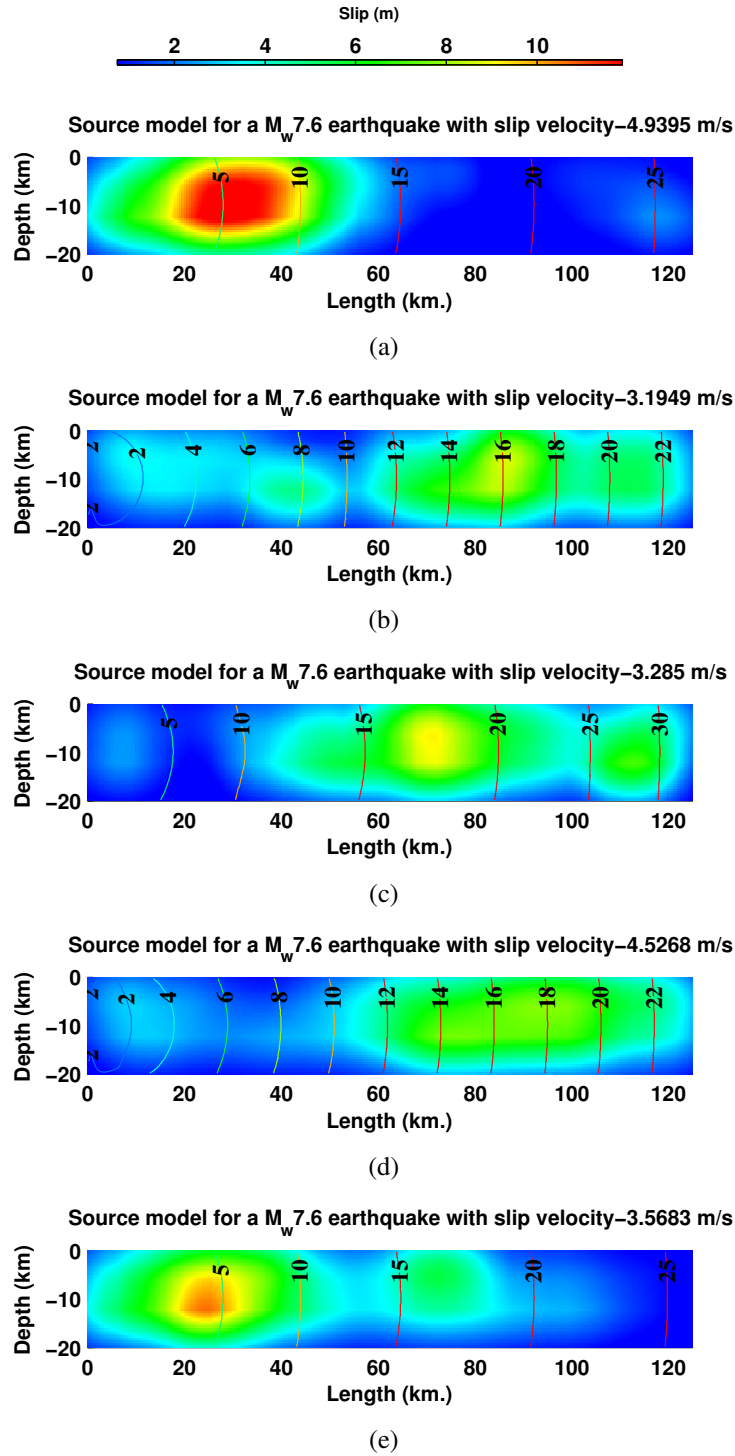 Slip (m)
2 4 6 8 10
Source model for a Mw7.6 earthquake with slip velocity−4.9395 m/s
Depth (km)
0
−10
−20
5 10 15 20 25
0 20 40 60 80 100 120
Length (km.)
(a)
Source model for a Mw7.6 earthquake with slip velocity−3.1949 m/s
Depth (km)
0
−10
−20
2 2 2 4 6 8 10 12 14 16 18 20 22
0 20 40 60 80 100 120
Length (km.)
(b)
Source model for a Mw7.6 earthquake with slip velocity−3.285 m/s
Depth (km)
0
−10
−20
5 10 15 20 25 30
0 20 40 60 80 100 120
Length (km.)
(c)
Source model for a Mw7.6 earthquake with slip velocity−4.5268 m/s
Depth (km)
0
−10
−20
2 2 2 4 6 8 10 12 14 16 18 20 22
0 20 40 60 80 100 120
Length (km.)
(d)
Source model for a Mw7.6 earthquake with slip velocity−3.5683 m/s
Depth (km)
0
−10
−20
5 10 15 20 25
0 20 40 60 80 100 120
Length (km.)
(e)